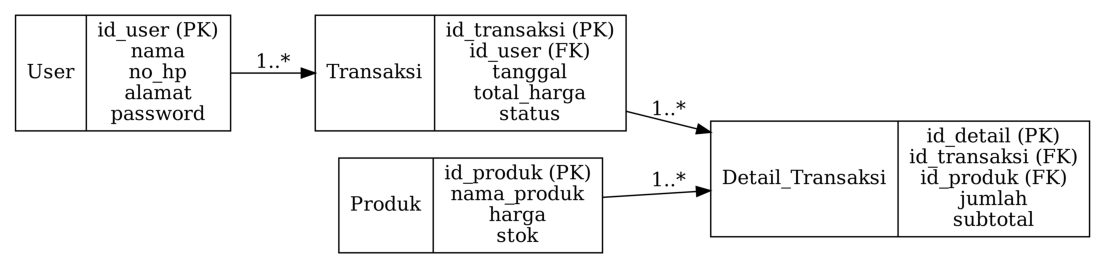 User
id_user (PK)
nama
no_hp
alamat
password
1..*
Transaksi
id_transaksi (PK)
id_user (FK)
tanggal
total_harga
status
1..*
Produk
id_produk (PK)
nama_produk
harga
stok
1..*
Detail_Transaksi
id_detail (PK)
id_transaksi (FK)
id_produk (FK)
jumlah
subtotal